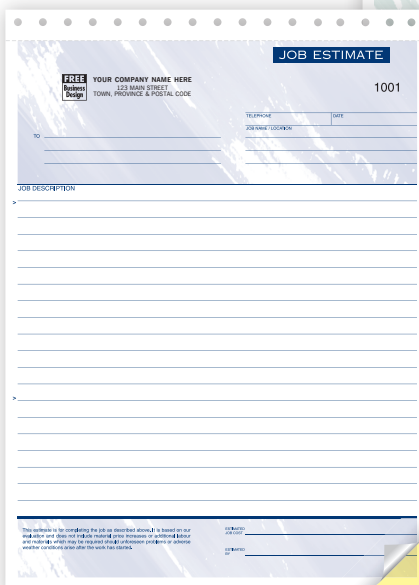 JOB ESTIMATE
FREE
Business
Design
YOUR COMPANY NAME HERE
123 MAIN STREET
TOWN, PROVINCE & POSTAL CODE
1001
TELEPHONE
DATE
JOB NAME / LOCATION
TO
JOB DESCRIPTION
>
>
This estimate is for completing the job as described above. It is based on our
evaluation and does not include material price increases or additional labour
and materials which may be required should unforeseen problems or adverse
weather conditions arise after the work has started.
ESTIMATED
JOB COST
ESTIMATED
BY